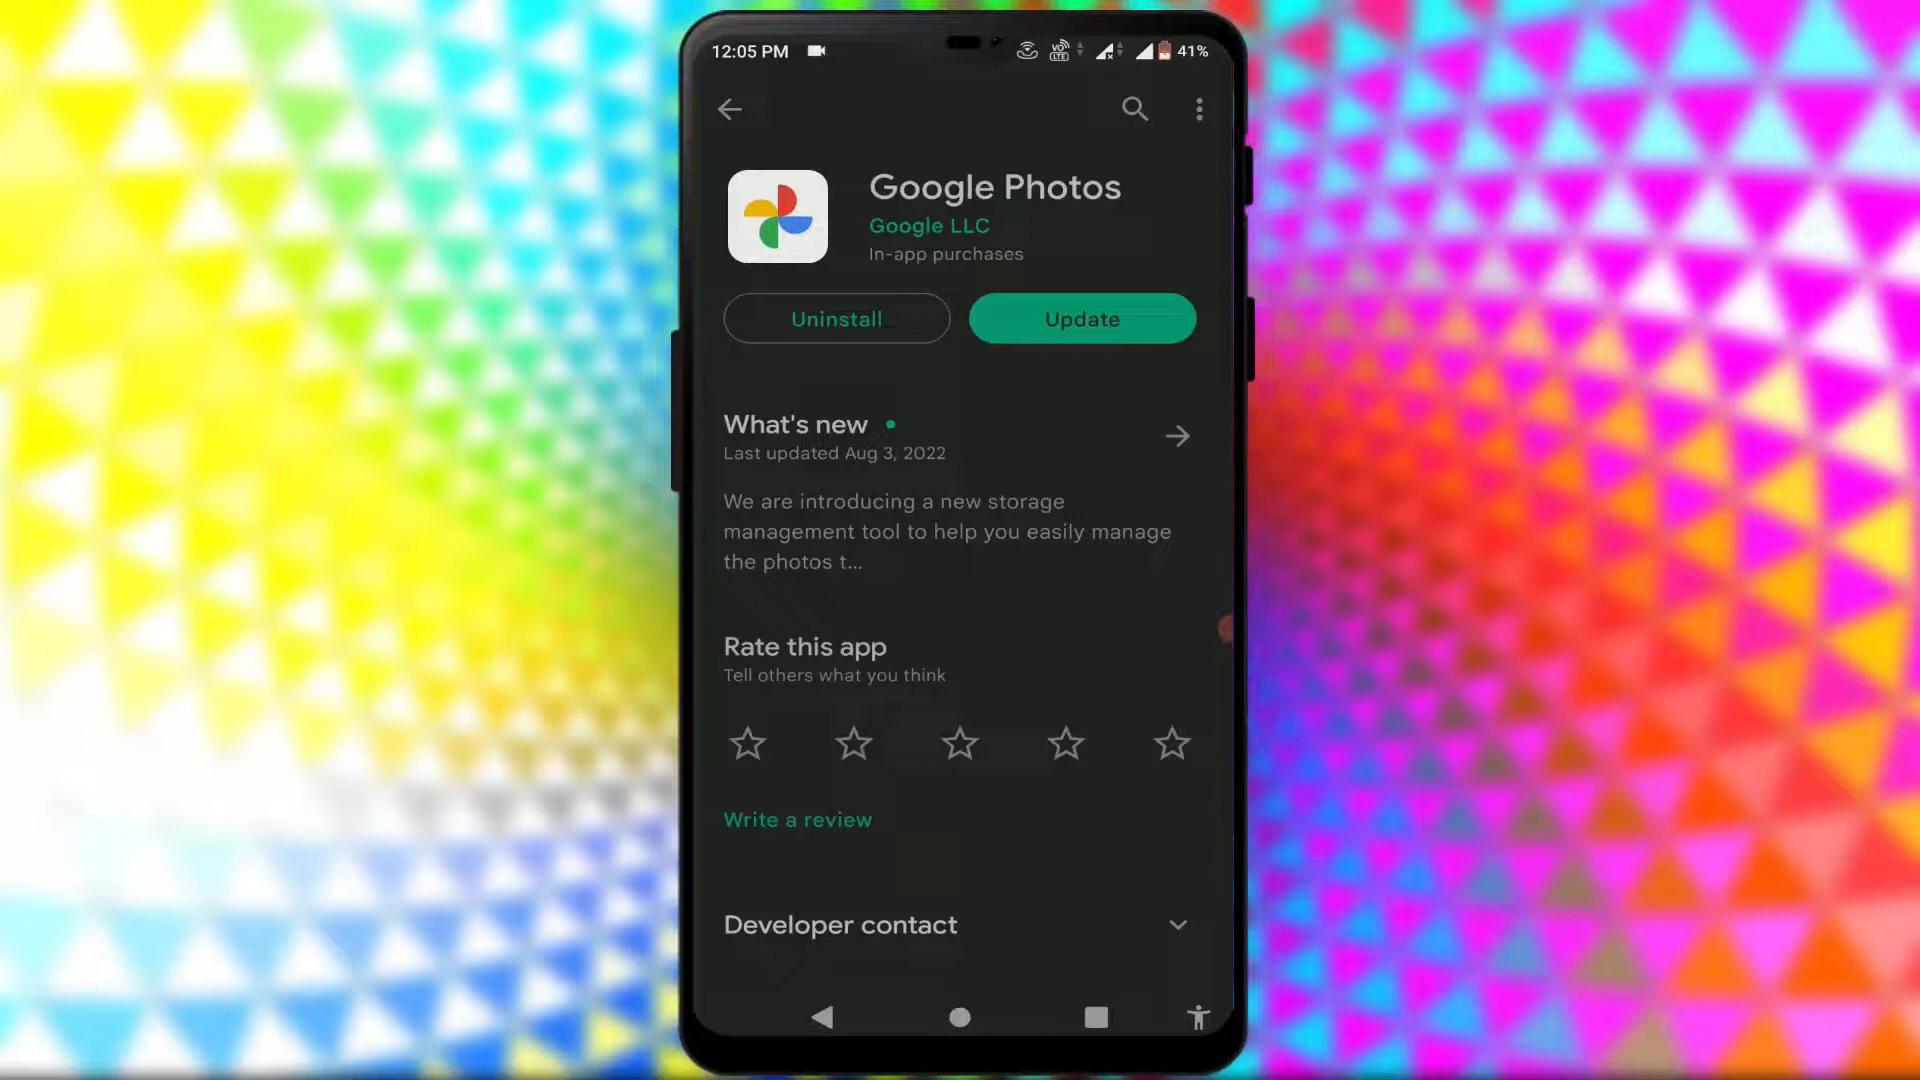 12:05 PM
VO
LTE
41%
Google Photos
Google LLC
In-app purchases
Uninstall
Update
What's new
Last updated Aug 3, 2022
We are introducing a new storage
management tool to help you easily manage
the photos t...
Rate this app
Tell others what you think
Write a review
Developer contact